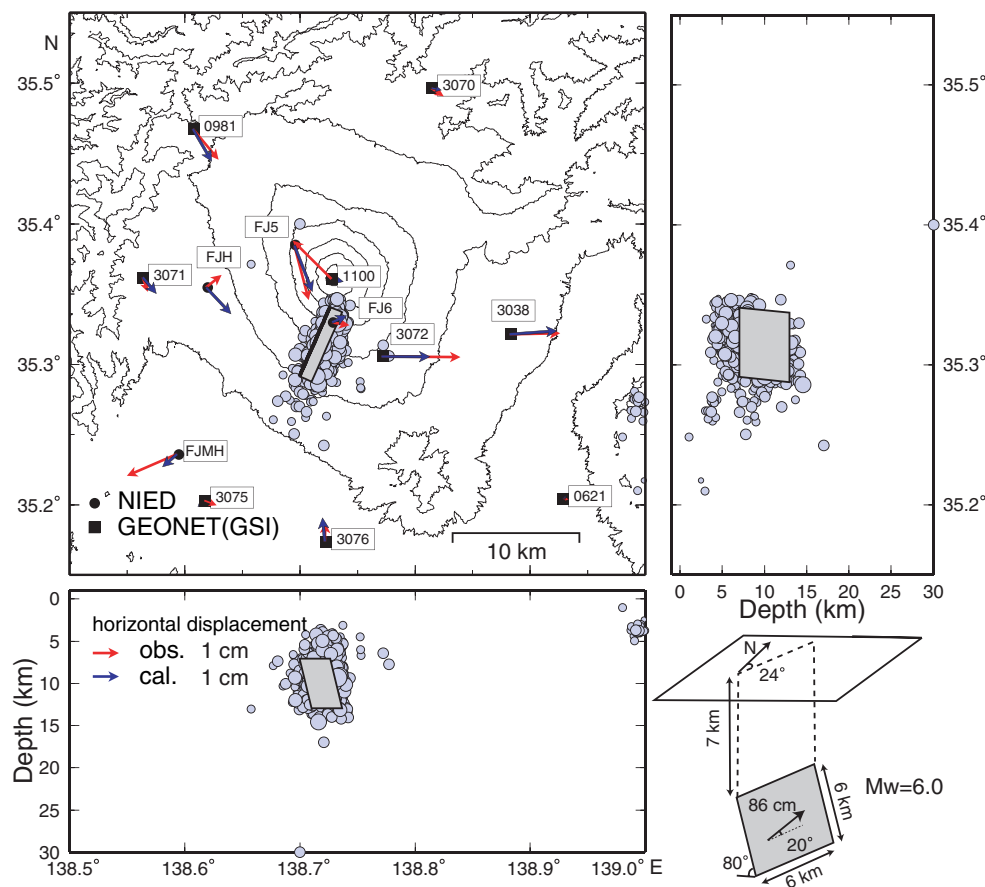 N
35.5°
35.4°
35.3°
35.2°
3070
0981
FJ5
FJH
3071
1100
FJ6
3072
3038
FJMH
3075
3076
0621
NIED
GEONET(GSI)
10 km
35.5°
35.4°
35.3°
35.2°
0 5 10 15 20 25 30
Depth (km)
0
5
10
15
20
25
30
Depth (km)
horizontal displacement
obs. 1 cm
cal. 1 cm
138.5° 138.6° 138.7° 138.8° 138.9° 139.0° E
N
24°
7 km
86 cm
20°
80°
6 km
6 km
Mw=6.0